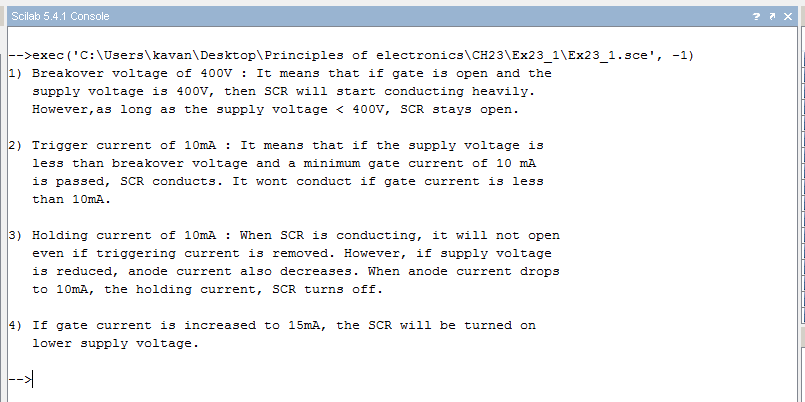 Scilab 5.4.1 Console
-->exec('C:\Users\kavan\Desktop\Principles of electronics\CH23\Ex23_1\Ex23_1.sce', -1)
1) Breakover voltage of 400V : It means that if gate is open and the
supply voltage is 400V, then SCR will start conducting heavily.
However,as long as the supply voltage < 400V, SCR stays open.
2) Trigger current of 10mA : It means that if the supply voltage is
less than breakover voltage and a minimum gate current of 10 mA
is passed, SCR conducts. It wont conduct if gate current is less
than 10mA.
3) Holding current of 10mA : When SCR is conducting, it will not open
even if triggering current is removed. However, if supply voltage
is reduced, anode current also decreases. When anode current drops
to 10mA, the holding current, SCR turns off.
4) If gate current is increased to 15mA, the SCR will be turned on
lower supply voltage.
-->